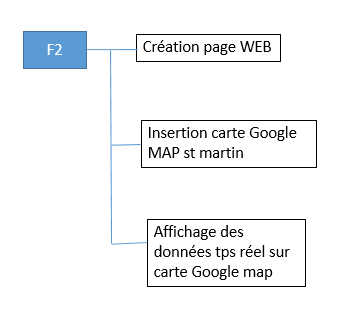 F2
Création page WEB
Insertion carte Google
MAP st martin
Affichage des
données tps réel sur
carte Google map